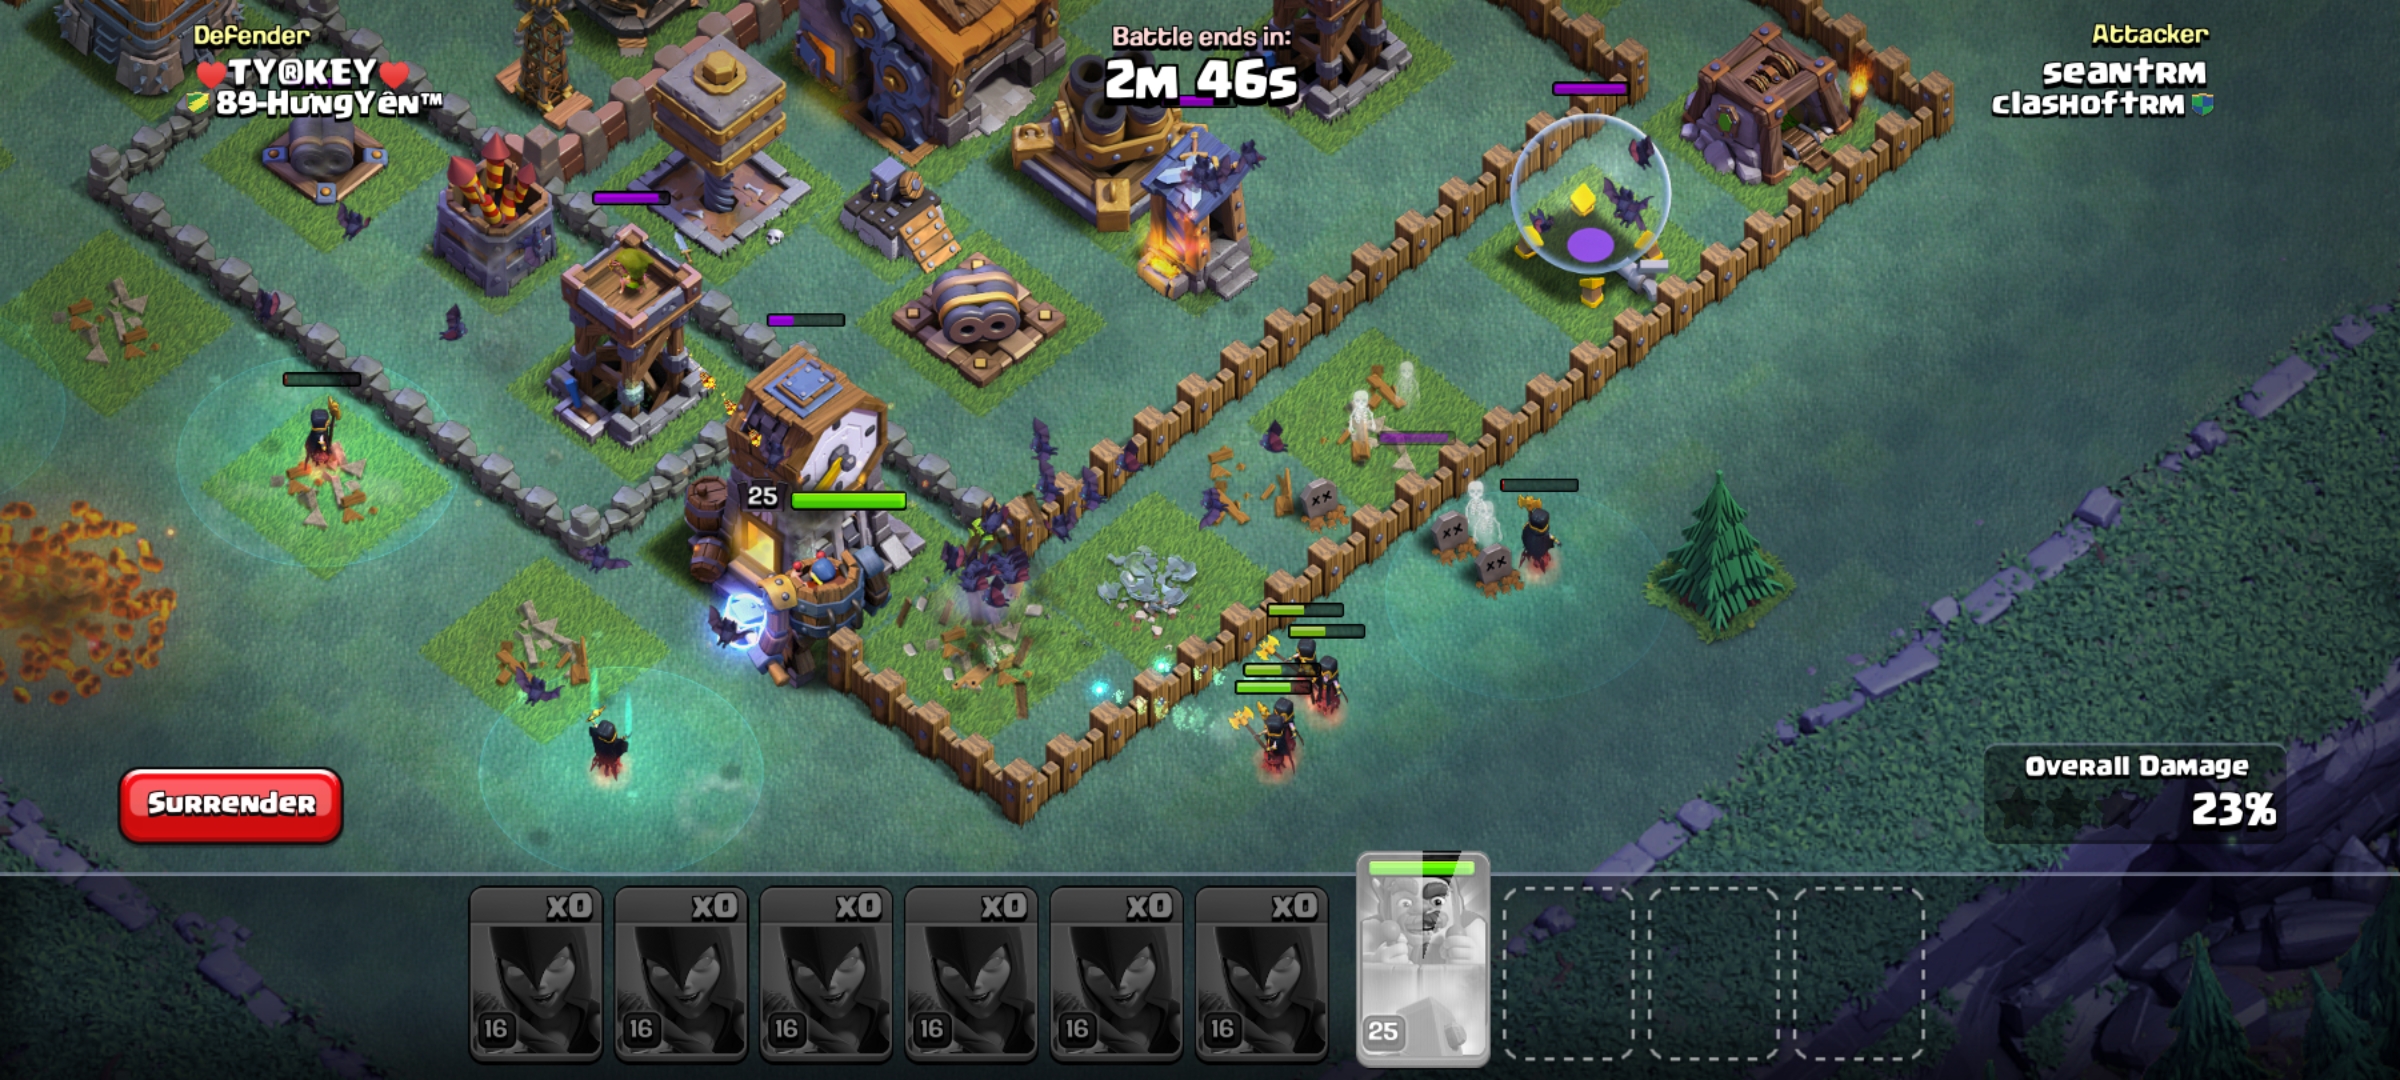 Defender
❤️TY®KEY❤️
89-HưngYên™
Battle ends in:
2M 46S
Attacker
seantRM
clashoftRM
25
Surrender
Overall Damage
23%
x0
x0
x0
x0
x0
x0
16
16
16
16
16
16
25